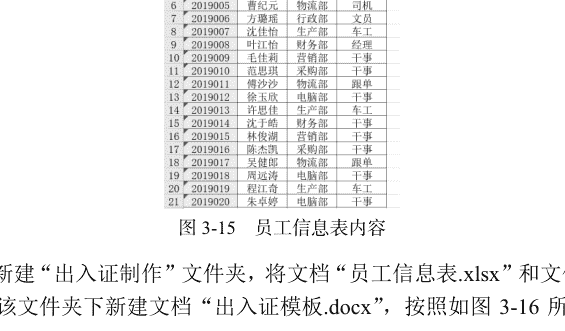 6 2019005 曹纪元 物流部 司机
7 2019006 方璐瑶 行政部 文员
8 2019007 沈佳怡 生产部 车工
9 2019008 叶江怡 财务部 经理
10 2019009 毛佳莉 营销部 干事
11 2019010 范思琪 采购部 干事
12 2019011 傅沙沙 物流部 跟单
13 2019012 徐玉欣 电脑部 干事
14 2019013 许思佳 生产部 车工
15 2019014 沈于皓 财务部 干事
16 2019015 林俊湖 营销部 干事
17 2019016 陈杰凯 采购部 干事
18 2019017 吴健郎 物流部 跟单
19 2019018 周远涛 电脑部 干事
20 2019019 程江奇 生产部 车工
21 2019020 朱卓婷 电脑部 干事
图 3-15 员工信息表内容
新建“出入证制作”文件夹，将文档“员工信息表.xlsx”和文
该文件夹下新建文档“出入证模板.docx”，按照如图 3-16 所